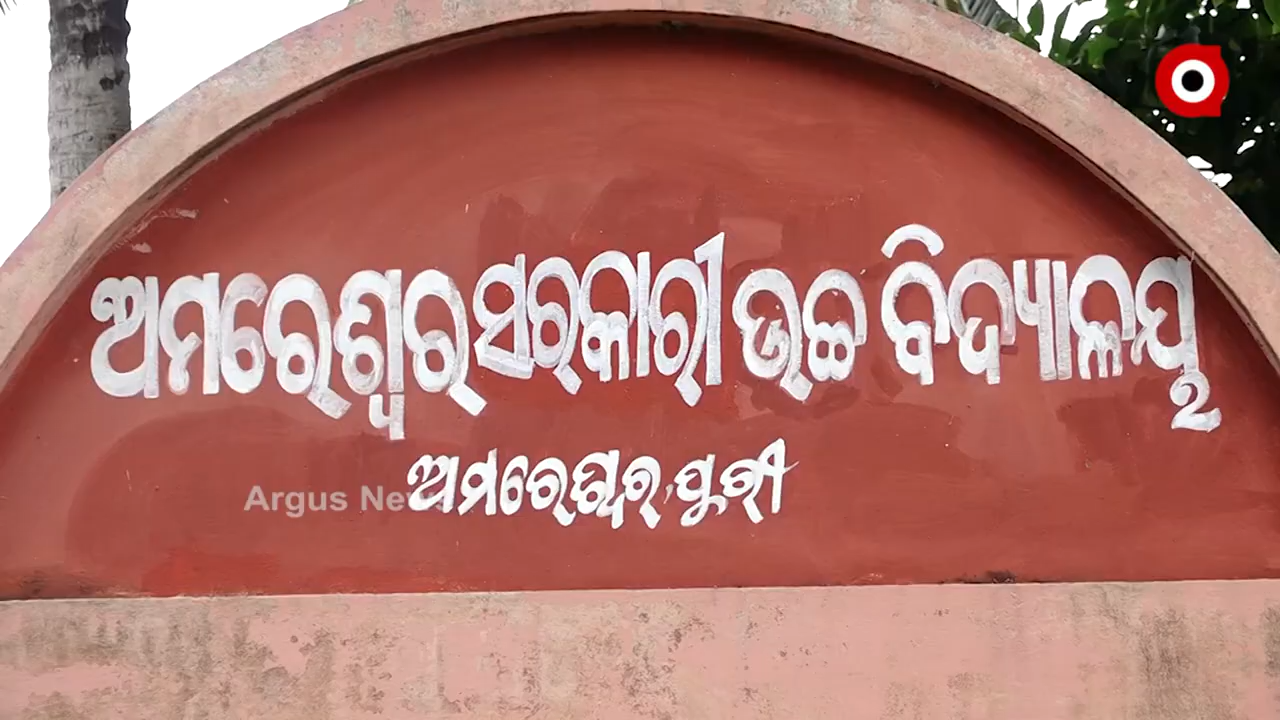 ଅମରେଶ୍ୱର ସରକାରୀ ଉଚ୍ଚ ବିଦ୍ୟାଳୟ
ଅମରେଶ୍ୱର, ପୁରୀ
Argus News